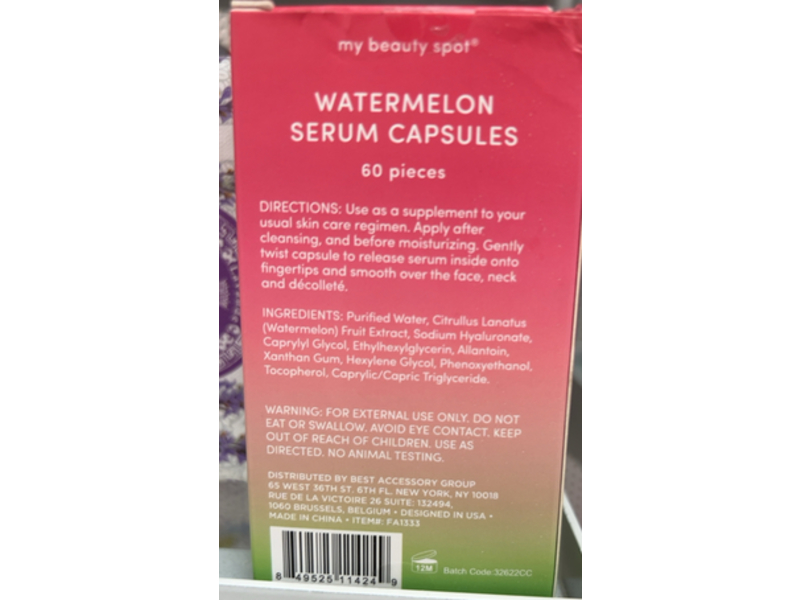 my beauty spot®
WATERMELON
SERUM CAPSULES
60 pieces
DIRECTIONS: Use as a supplement to your
usual skin care regimen. Apply after
cleansing, and before moisturizing. Gently
twist capsule to release serum inside onto
fingertips and smooth over the face, neck
and décolleté.
INGREDIENTS: Purified Water, Citrullus Lanatus
(Watermelon) Fruit Extract, Sodium Hyaluronate,
Caprylyl Glycol, Ethylhexylglycerin, Allantoin,
Xanthan Gum, Hexylene Glycol, Phenoxyethanol,
Tocopherol, Caprylic/Capric Triglyceride.
WARNING: FOR EXTERNAL USE ONLY. DO NOT
EAT OR SWALLOW. AVOID EYE CONTACT. KEEP
OUT OF REACH OF CHILDREN. USE AS
DIRECTED. NO ANIMAL TESTING.
DISTRIBUTED BY BEST ACCESSORY GROUP
65 WEST 36TH ST. 6TH FL. NEW YORK, NY 10018
RUE DE LA VICTOIRE 26 SUITE: 132494,
1060 BRUSSELS, BELGIUM • DESIGNED IN USA •
MADE IN CHINA • ITEM#: FA1333
8 49525 11424 9
12M
Batch Code:32622CC